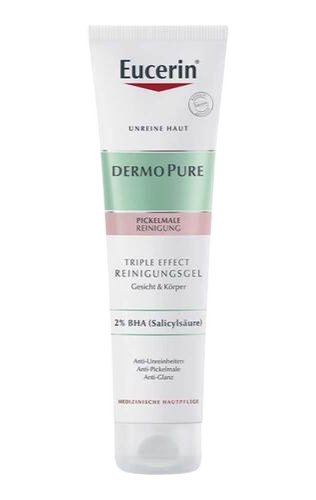 Eucerin®
UNREINE HAUT
DERMOPURE
PICKELMALE
REINIGUNG
TRIPLE EFFECT
REINIGUNGSGEL
Gesicht & Körper
2% BHA (Salicylsäure)
Anti-Unreinheiten
Anti-Pickelmale
Anti-Glanz
MEDIZINISCHE HAUTPFLEGE